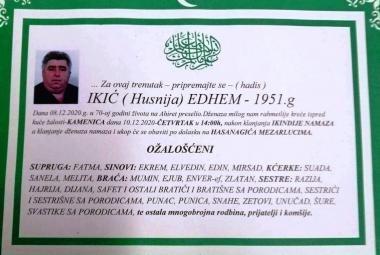 ... Za ovaj trenutak – pripremajte se – ( hadis )
IKIĆ ( Husnija) EDHEM - 1951.g
Dana 08.12.2020. g. u 70-oj godini života na Ahiret preselio.Dženaza milog nam rahmetlije kreće ispred
kuće žalosti-KAMENICA dana 10.12.2020-ČETVRTAK u 14:00h, nakon klanjanja IKINDIJE NAMAZA
a klanjanje dženaza namaza i ukop će se obaviti po dolasku na HASANAGIĆA MEZARLUCIMA.
OŽALOŠĆENI
SUPRUGA: FATMA, SINOVI: EKREM, ELVEDIN, EDIN, MIRSAD, KĆERKE: SUADA,
SANELA, MELITA, BRAĆA: MUMIN, EJUB, ENVER-ef, ZLATAN, SESTRE: RAZIJA,
HAJRIJA, DIJANA, SAFET I OSTALI BRATIĆI I BRATIŠNE SA PORODICAMA, SESTRIĆI
I SESTRIŠNE SA PORODICAMA, PUNAC, PUNICA, SNAHE, ZETOVI, UNUČAD, ŠURE,
SVASTIKE SA PORODICAMA, te ostala mnogobrojna rodbina, prijatelji i komšije.